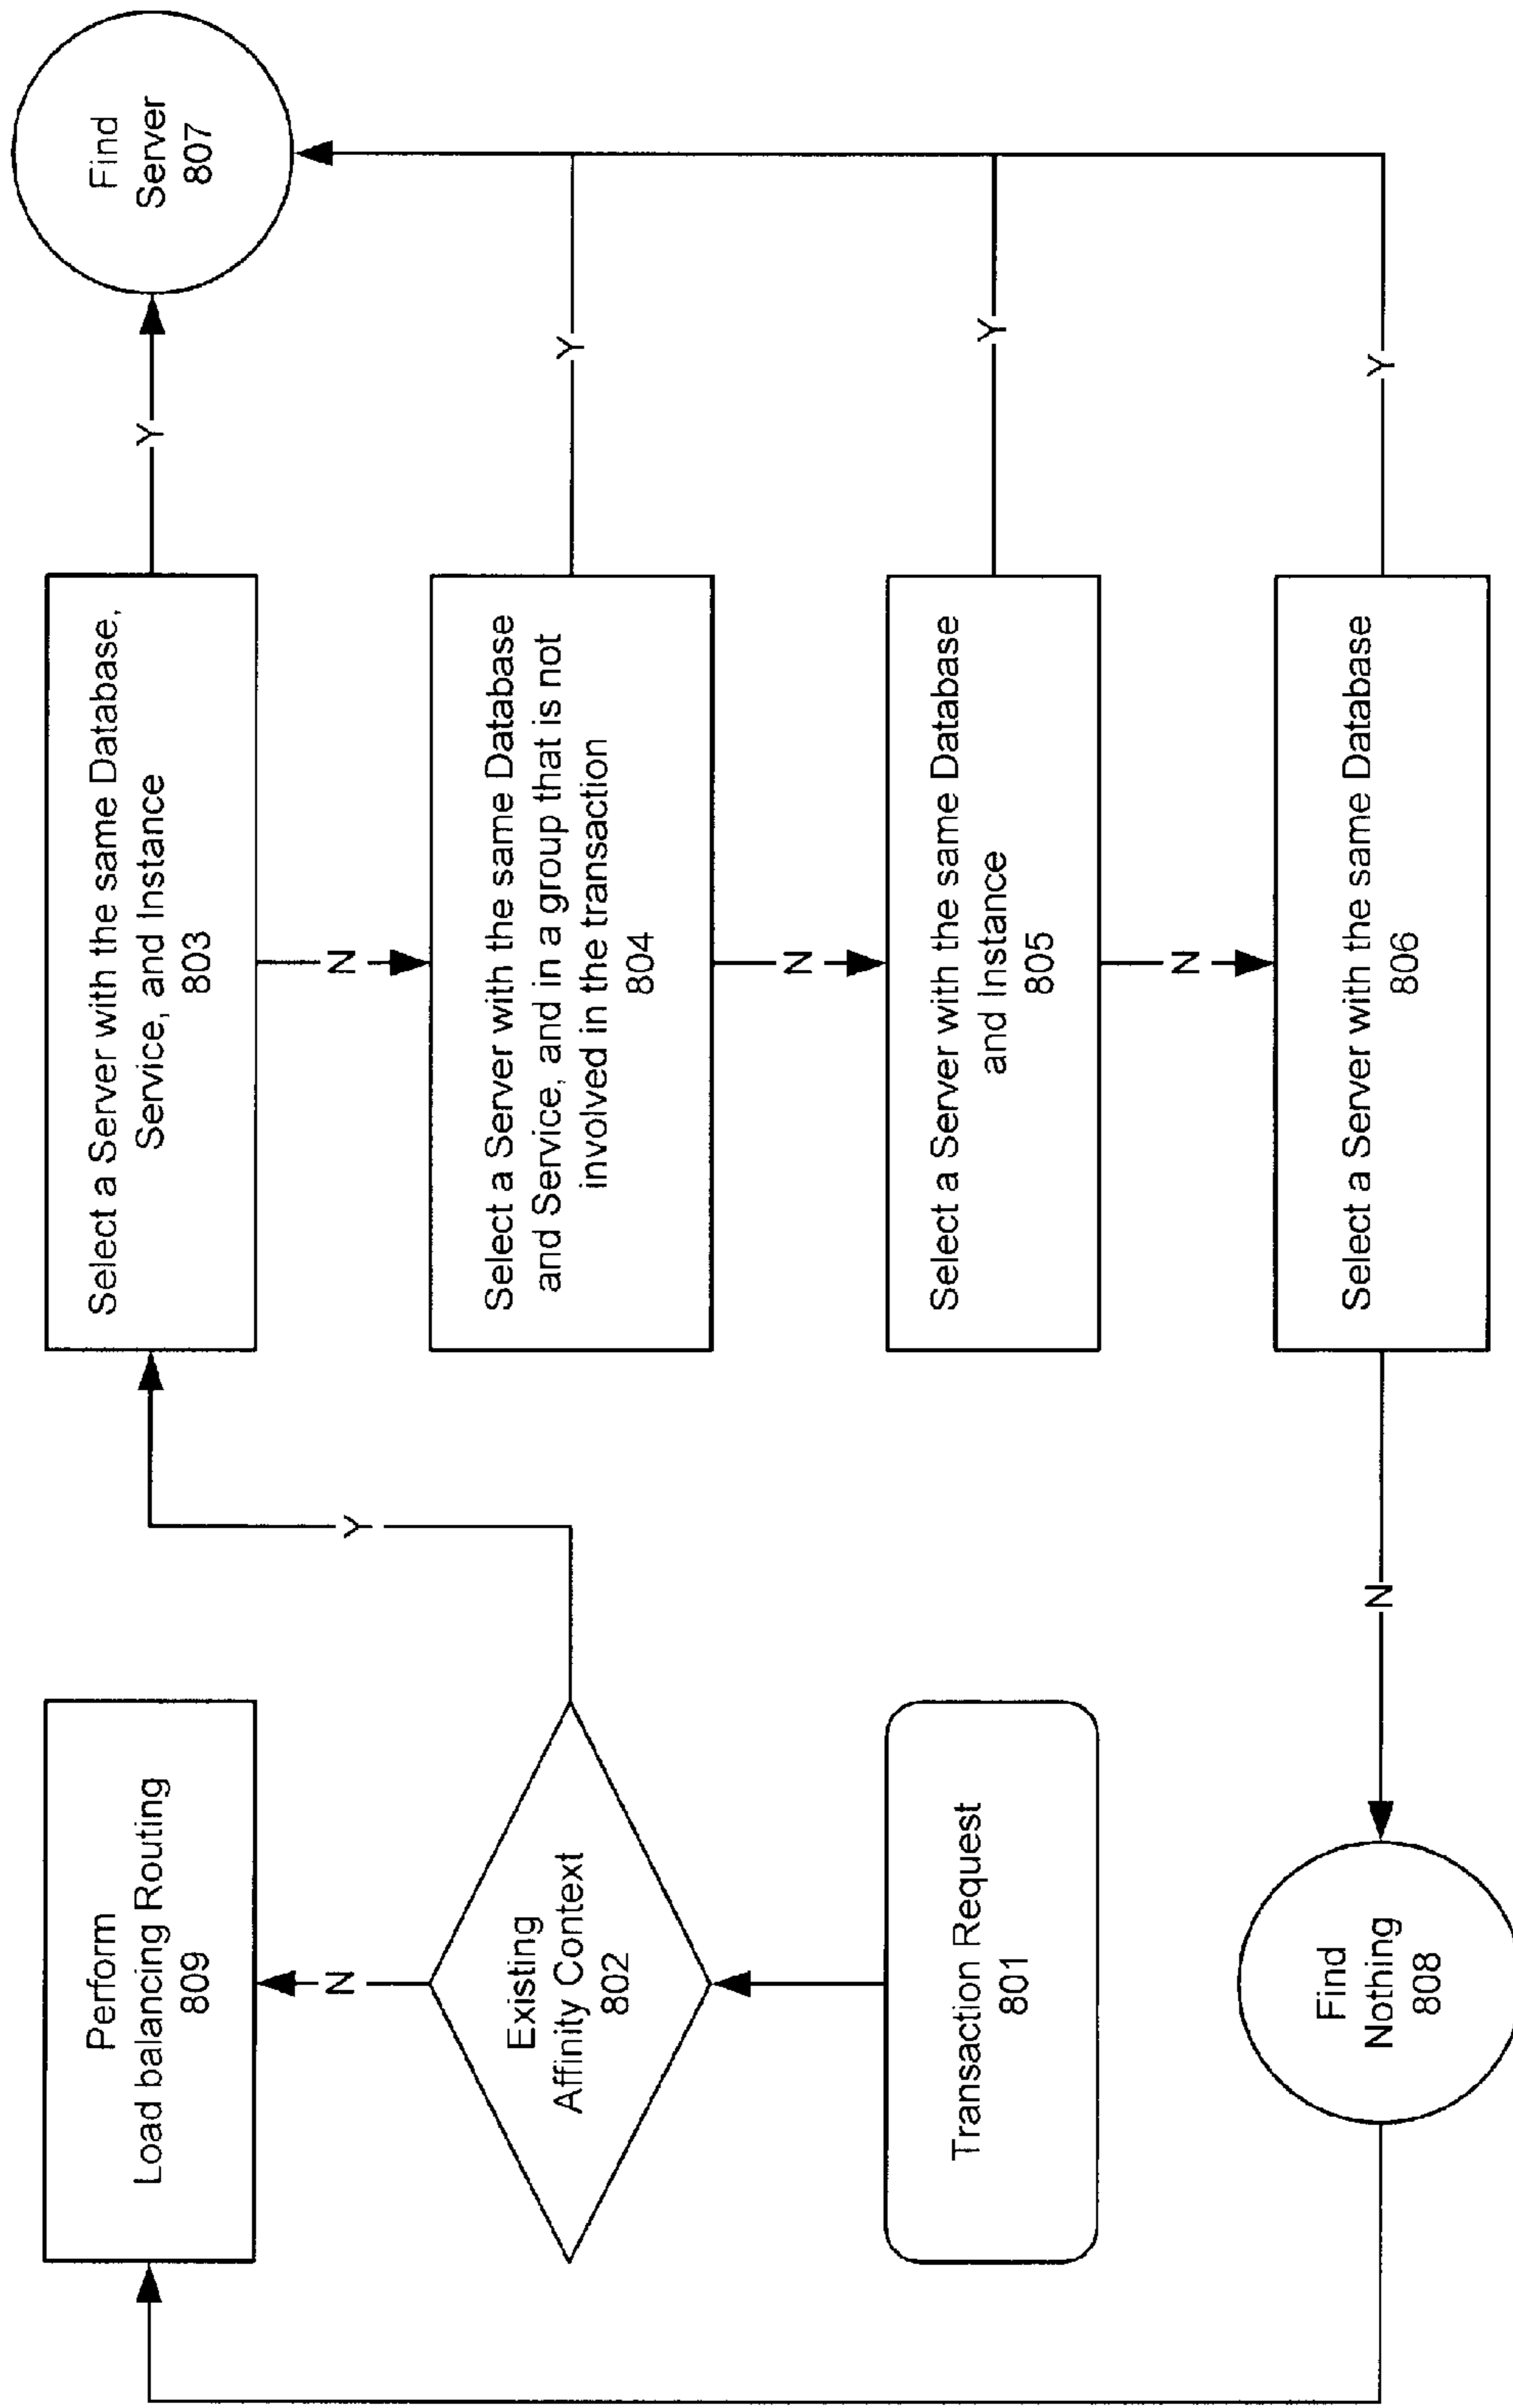 Perform
Load balancing Routing
809
N
Existing
Affinity Context
802
Y
Transaction Request
801
Find
Nothing
808
N
Select a Server with the same Database,
Service, and Instance
803
N
Select a Server with the same Database
and Service, and in a group that is not
involved in the transaction
804
N
Select a Server with the same Database
and Instance
805
N
Select a Server with the same Database
806
Y
Y
Y
Y
Find
Server
807